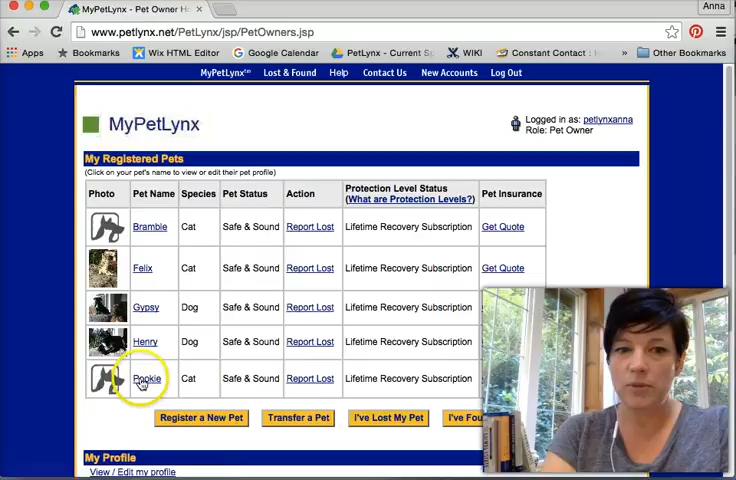 MyPetLynx - Pet Owner Ho
Anna
www.petlynx.net/PetLynx/jsp/PetOwners.jsp
Apps Bookmarks Wix HTML Editor Google Calendar PetLynx - Current Sp WIKI Constant Contact : » Other Bookmarks
MyPetLynx™ Lost & Found Help Contact Us New Accounts Log Out
MyPetLynx
Logged in as: petlynxanna
Role: Pet Owner
My Registered Pets
(Click on your pet's name to view or edit their pet profile)
Photo Pet Name Species Pet Status Action Protection Level Status Pet Insurance
(What are Protection Levels?)
Bramble Cat Safe & Sound Report Lost Lifetime Recovery Subscription Get Quote
Felix Cat Safe & Sound Report Lost Lifetime Recovery Subscription Get Quote
Gypsy Dog Safe & Sound Report Lost Lifetime Recovery Subscription
Henry Dog Safe & Sound Report Lost Lifetime Recovery Subscription
Pookie Cat Safe & Sound Report Lost Lifetime Recovery Subscription
Register a New Pet Transfer a Pet I've Lost My Pet I've Fou
My Profile
View / Edit my profile